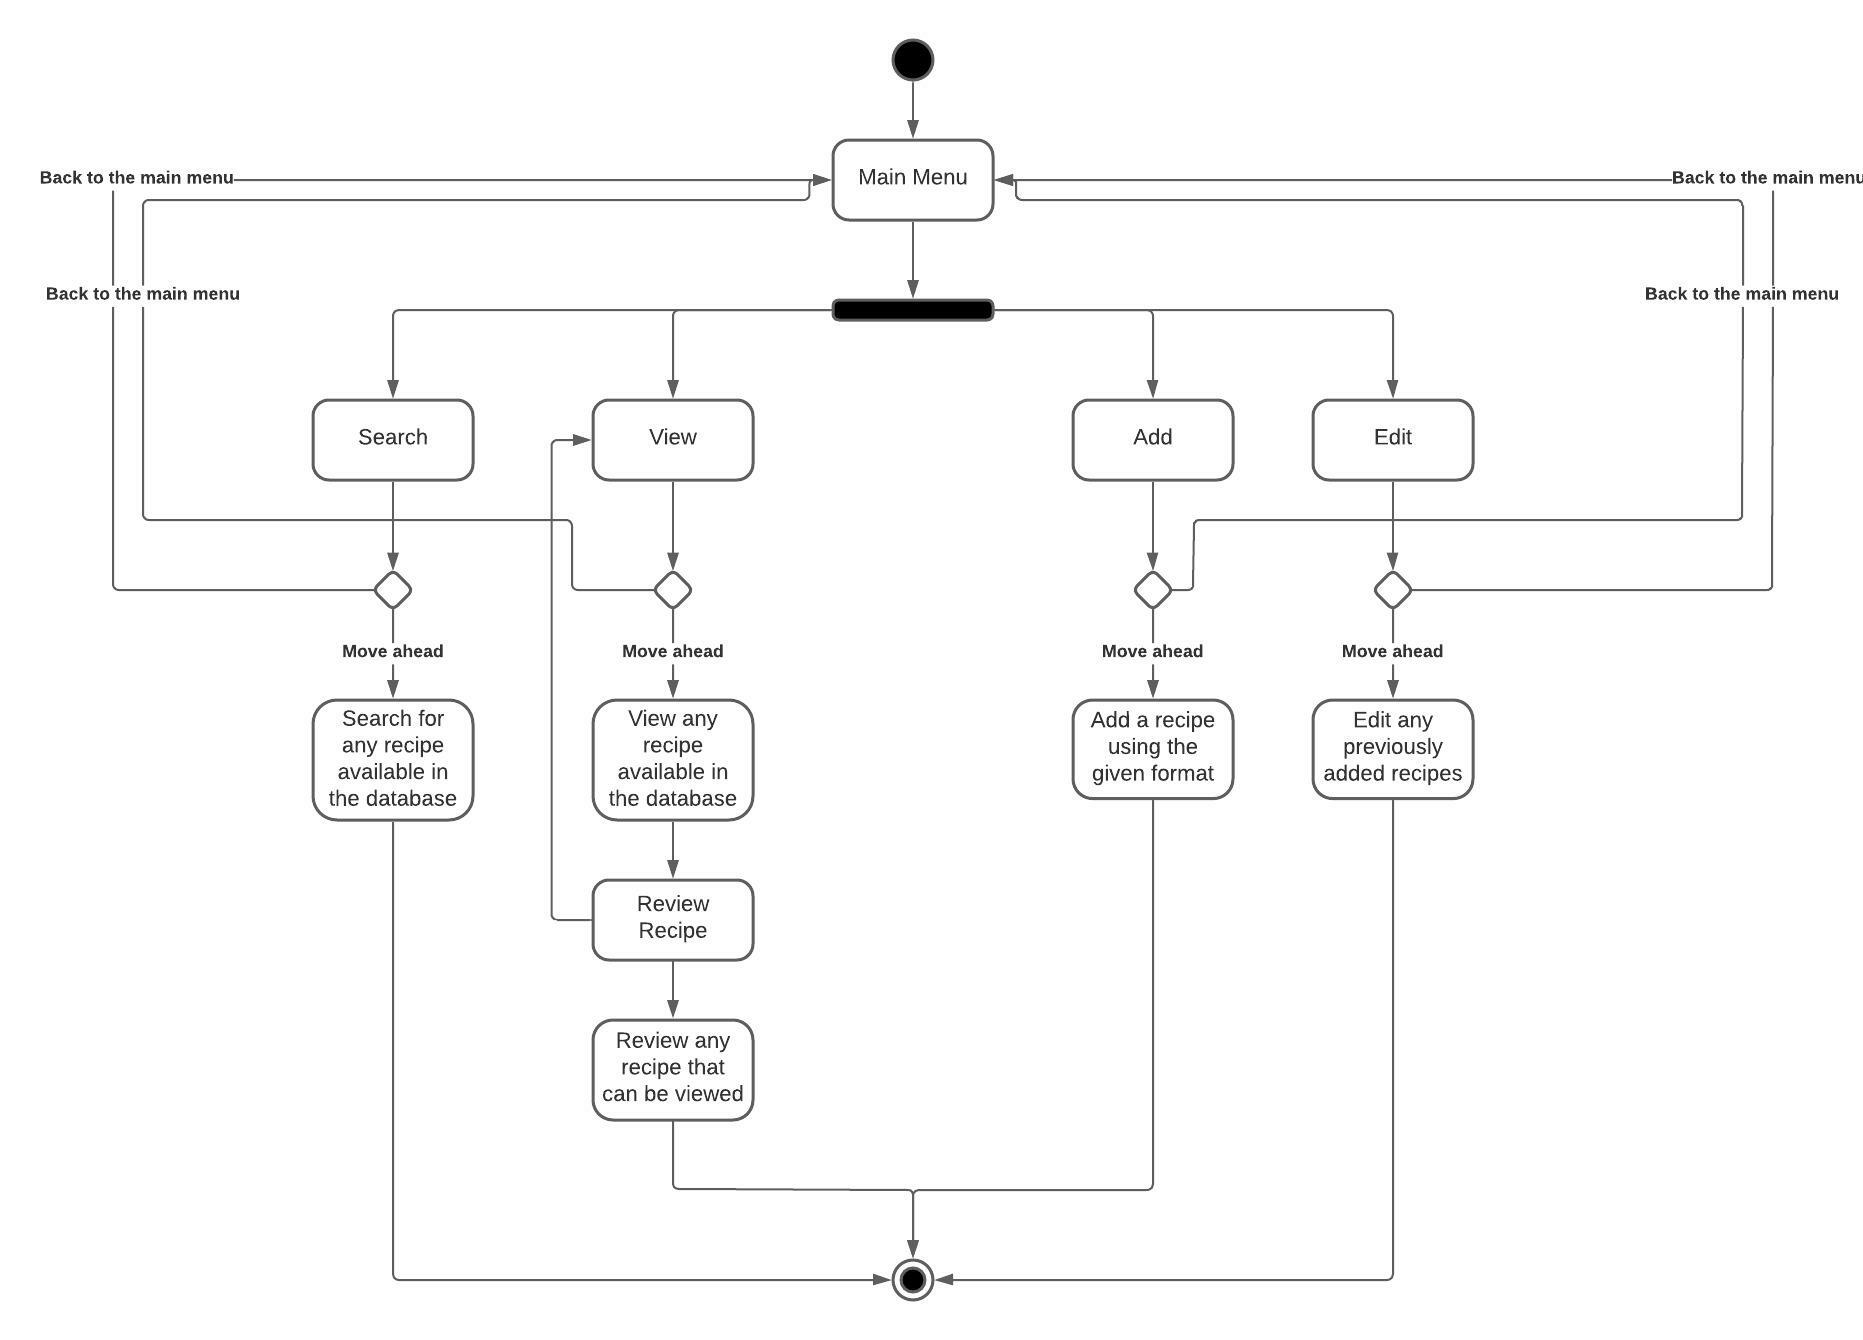 Main Menu
Back to the main menu
Back to the main menu
Back to the main menu
Back to the main menu
Search
View
Add
Edit
Move ahead
Move ahead
Move ahead
Move ahead
Search for
any recipe
available in
the database
View any
recipe
available in
the database
Add a recipe
using the
given format
Edit any
previously
added recipes
Review
Recipe
Review any
recipe that
can be viewed